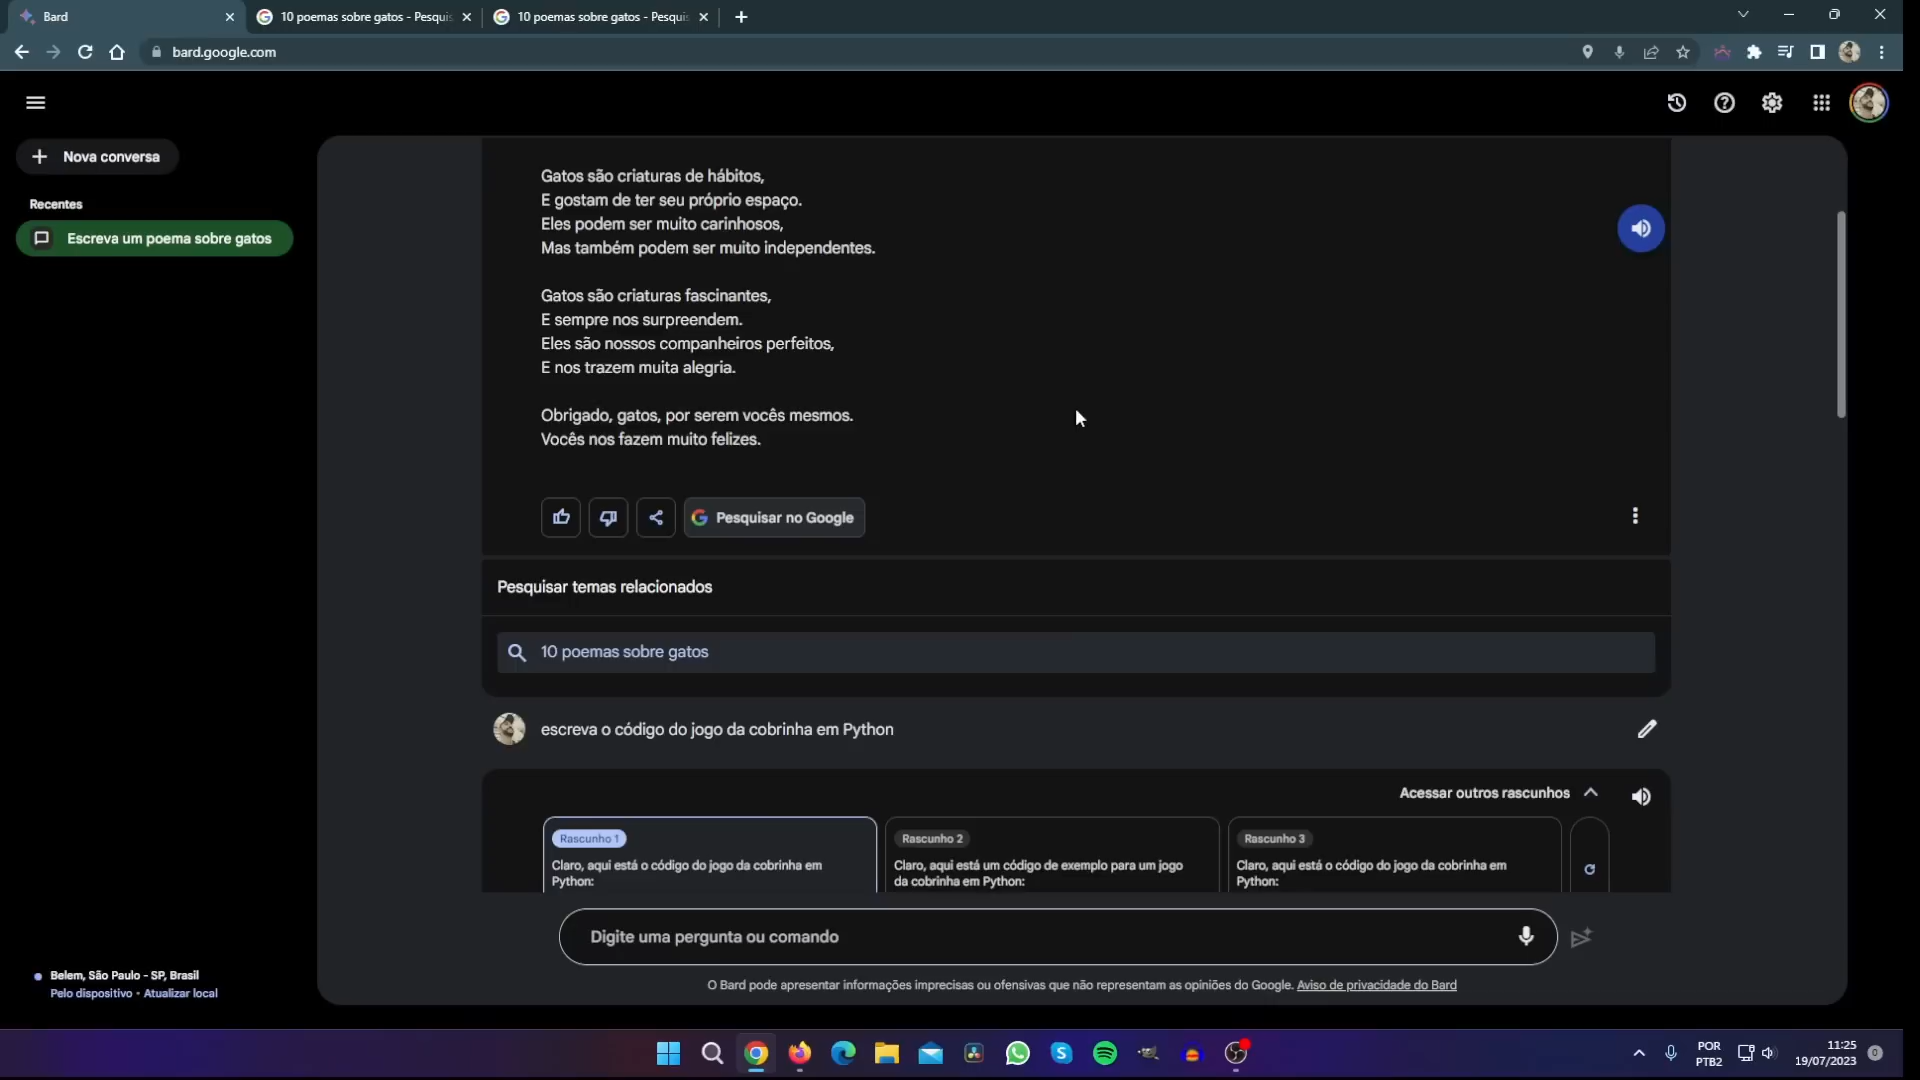 Bard
10 poemas sobre gatos - Pesquis
10 poemas sobre gatos - Pesquis
bard.google.com
Nova conversa
Recentes
Escreva um poema sobre gatos
Gatos são criaturas de hábitos,
E gostam de ter seu próprio espaço.
Eles podem ser muito carinhosos,
Mas também podem ser muito independentes.
Gatos são criaturas fascinantes,
E sempre nos surpreendem.
Eles são nossos companheiros perfeitos,
E nos trazem muita alegria.
Obrigado, gatos, por serem vocês mesmos.
Vocês nos fazem muito felizes.
Pesquisar no Google
Pesquisar temas relacionados
10 poemas sobre gatos
escreva o código do jogo da cobrinha em Python
Acessar outros rascunhos
Rascunho 1
Claro, aqui está o código do jogo da cobrinha em
Python:
Rascunho 2
Claro, aqui está um código de exemplo para um jogo
da cobrinha em Python:
Rascunho 3
Claro, aqui está o código do jogo da cobrinha em
Python:
Digite uma pergunta ou comando
O Bard pode apresentar informações imprecisas ou ofensivas que não representam as opiniões do Google. Aviso de privacidade do Bard
Belem, São Paulo - SP, Brasil
Pelo dispositivo • Atualizar local
POR
PTB2
11:25
19/07/2023
0